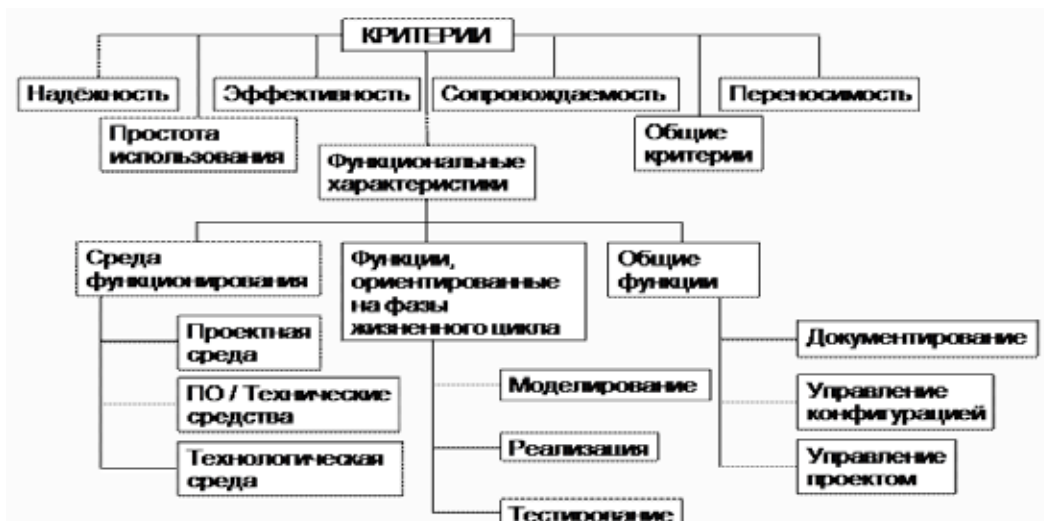 КРИТЕРИИ
Надёжность
Эффективность
Сопровождаемость
Переносимость
Простота
использования
Общие
критерии
Функциональные
характеристики
Среда
функционирования
Функции,
ориентированные
на фазы
жизненного цикла
Общие
функции
Проектная
среда
ПО / Технические
средства
Технологическая
среда
Моделирование
Реализация
Тестирование
Документирование
Управление
конфигурацией
Управление
проектом